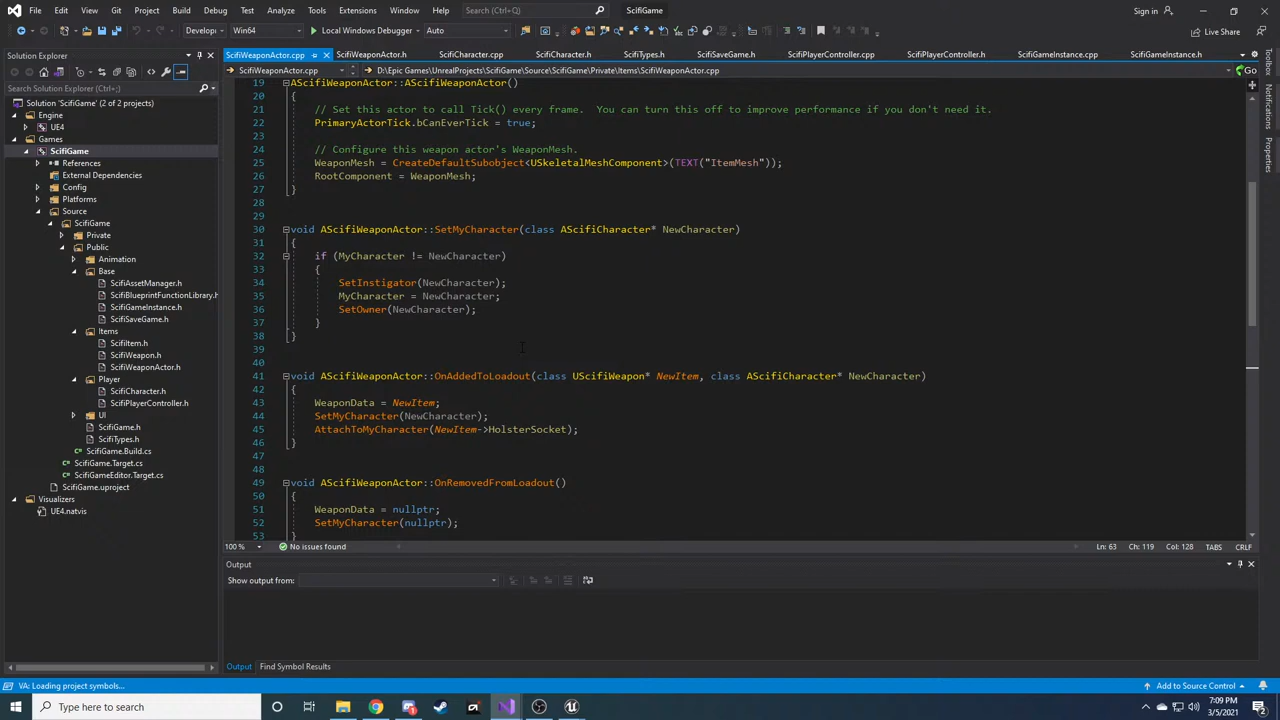 File Edit View Git Project Build Debug Test Analyze Tools Extensions Window Help Search (Ctrl+Q) ScifiGame Sign in
Develop Win64 Local Windows Debugger Auto Live Share
Solution Explorer
ScifiWeaponActor.cpp ScifiWeaponActor.h ScifiCharacter.cpp ScifiCharacter.h ScifiTypes.h ScifiSaveGame.h ScifiPlayerController.cpp ScifiPlayerController.h ScifiGameInstance.cpp ScifiGameInstance.h
ScifiWeaponActor.cpp D:\Epic Games\UnrealProjects\ScifiGame\Source\ScifiGame\Private\Items\ScifiWeaponActor.cpp Go
Search Solution Explorer (Ctrl+;)
Solution 'ScifiGame' (2 of 2 projects)
Engine
UE4
Games
ScifiGame
References
External Dependencies
Config
Platforms
Source
ScifiGame
Private
Public
Animation
Base
ScifiAssetManager.h
ScifiBlueprintFunctionLibrary.h
ScifiGameInstance.h
ScifiSaveGame.h
Items
ScifiItem.h
ScifiWeapon.h
ScifiWeaponActor.h
Player
ScifiCharacter.h
ScifiPlayerController.h
UI
ScifiGame.h
ScifiTypes.h
ScifiGame.Build.cs
ScifiGame.Target.cs
ScifiGameEditor.Target.cs
ScifiGame.uproject
Visualizers
UE4.natvis
19 AScifiWeaponActor::AScifiWeaponActor()
20 {
21 // Set this actor to call Tick() every frame.  You can turn this off to improve performance if you don't need it.
22 PrimaryActorTick.bCanEverTick = true;
23
24 // Configure this weapon actor's WeaponMesh.
25 WeaponMesh = CreateDefaultSubobject<USkeletalMeshComponent>(TEXT("ItemMesh"));
26 RootComponent = WeaponMesh;
27 }
28
29
30 void AScifiWeaponActor::SetMyCharacter(class AScifiCharacter* NewCharacter)
31 {
32 if (MyCharacter != NewCharacter)
33 {
34 SetInstigator(NewCharacter);
35 MyCharacter = NewCharacter;
36 SetOwner(NewCharacter);
37 }
38 }
39
40
41 void AScifiWeaponActor::OnAddedToLoadout(class UScifiWeapon* NewItem, class AScifiCharacter* NewCharacter)
42 {
43 WeaponData = NewItem;
44 SetMyCharacter(NewCharacter);
45 AttachToMyCharacter(NewItem->HolsterSocket);
46 }
47
48
49 void AScifiWeaponActor::OnRemovedFromLoadout()
50 {
51 WeaponData = nullptr;
52 SetMyCharacter(nullptr);
53 }
100 % No issues found Ln: 63 Ch: 119 Col: 128 TABS CRLF
Output
Show output from:
Output Find Symbol Results
Toolbox
Notifications
Properties
VA: Loading project symbols... Add to Source Control
Type here to search
7:09 PM
3/5/2021